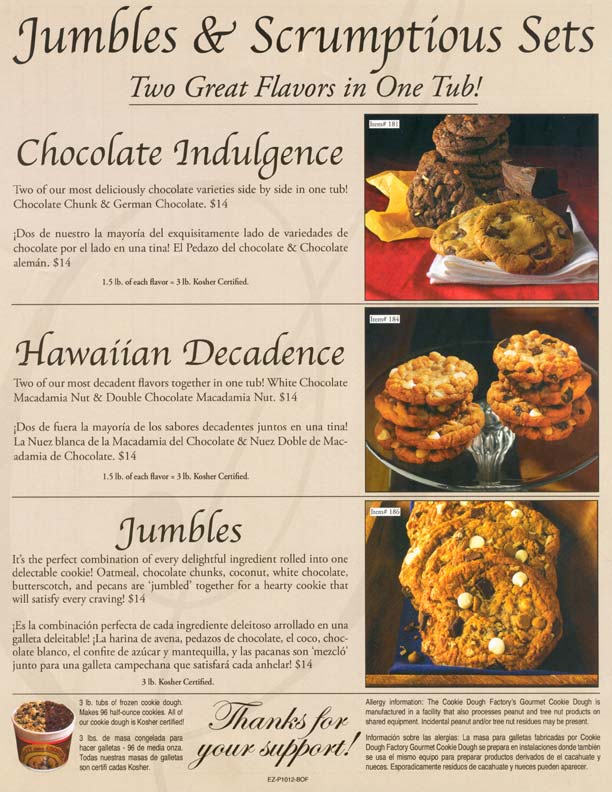 Jumbles & Scrumptious Sets
Two Great Flavors in One Tub!
Chocolate Indulgence
Two of our most deliciously chocolate varieties side by side in one tub!
Chocolate Chunk & German Chocolate. $14
¡Dos de nuestro la mayoría del exquisitamente lado de variedades de
chocolate por el lado en una tina! El Pedazo del chocolate & Chocolate
alemán. $14
1.5 lb. of each flavor = 3 lb. Kosher Certified.
Item# 181
Hawaiian Decadence
Two of our most decadent flavors together in one tub! White Chocolate
Macadamia Nut & Double Chocolate Macadamia Nut. $14
¡Dos de fuera la mayoría de los sabores decadentes juntos en una tina!
La Nuez blanca de la Macadamia del Chocolate & Nuez Doble de Mac-
adamia de Chocolate. $14
1.5 lb. of each flavor = 3 lb. Kosher Certified.
Item# 184
Jumbles
It's the perfect combination of every delightful ingredient rolled into one
delectable cookie! Oatmeal, chocolate chunks, coconut, white chocolate,
butterscotch, and pecans are 'jumbled' together for a hearty cookie that
will satisfy every craving! $14
¡Es la combinación perfecta de cada ingrediente deleitoso arrollado en una
galleta deleitable! ¡La harina de avena, pedazos de chocolate, el coco, choc-
olate blanco, el confite de azúcar y mantequilla, y las pacanas son 'mezcló'
junto para una galleta campechana que satisfará cada anhelar! $14
3 lb. Kosher Certified.
Item# 186
3 lb. tubs of frozen cookie dough.
Makes 96 half-ounce cookies. All of
our cookie dough is Kosher certified!
3 lbs. de masa congelada para
hacer galletas - 96 de media onza.
Todas nuestras masas de galletas
son certifi cadas Kosher.
Thanks for
your support!
EZ-P1012-BOF
Allergy information: The Cookie Dough Factory's Gourmet Cookie Dough is
manufactured in a facility that also processes peanut and tree nut products on
shared equipment. Incidental peanut and/or tree nut residues may be present.
Información sobre las alergias: La masa para galletas fabricadas por Cookie
Dough Factory Gourmet Cookie Dough se prepara en instalaciones donde también
se usa el mismo equipo para preparar productos derivados de el cacahuate y
nueces. Esporadicamente residuos de cacahuate y nueces pueden aparecer.